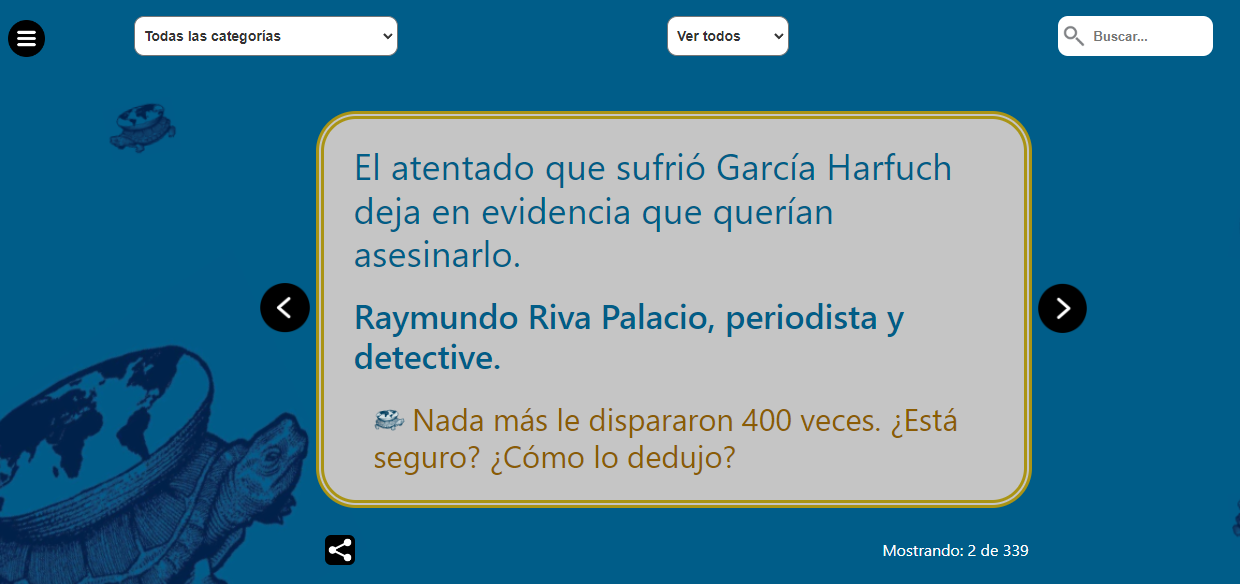 Todas las categorías
Ver todos
Buscar...
El atentado que sufrió García Harfuch
deja en evidencia que querían
asesinarlo.
Raymundo Riva Palacio, periodista y
detective.
Nada más le dispararon 400 veces. ¿Está
seguro? ¿Cómo lo dedujo?
Mostrando: 2 de 339